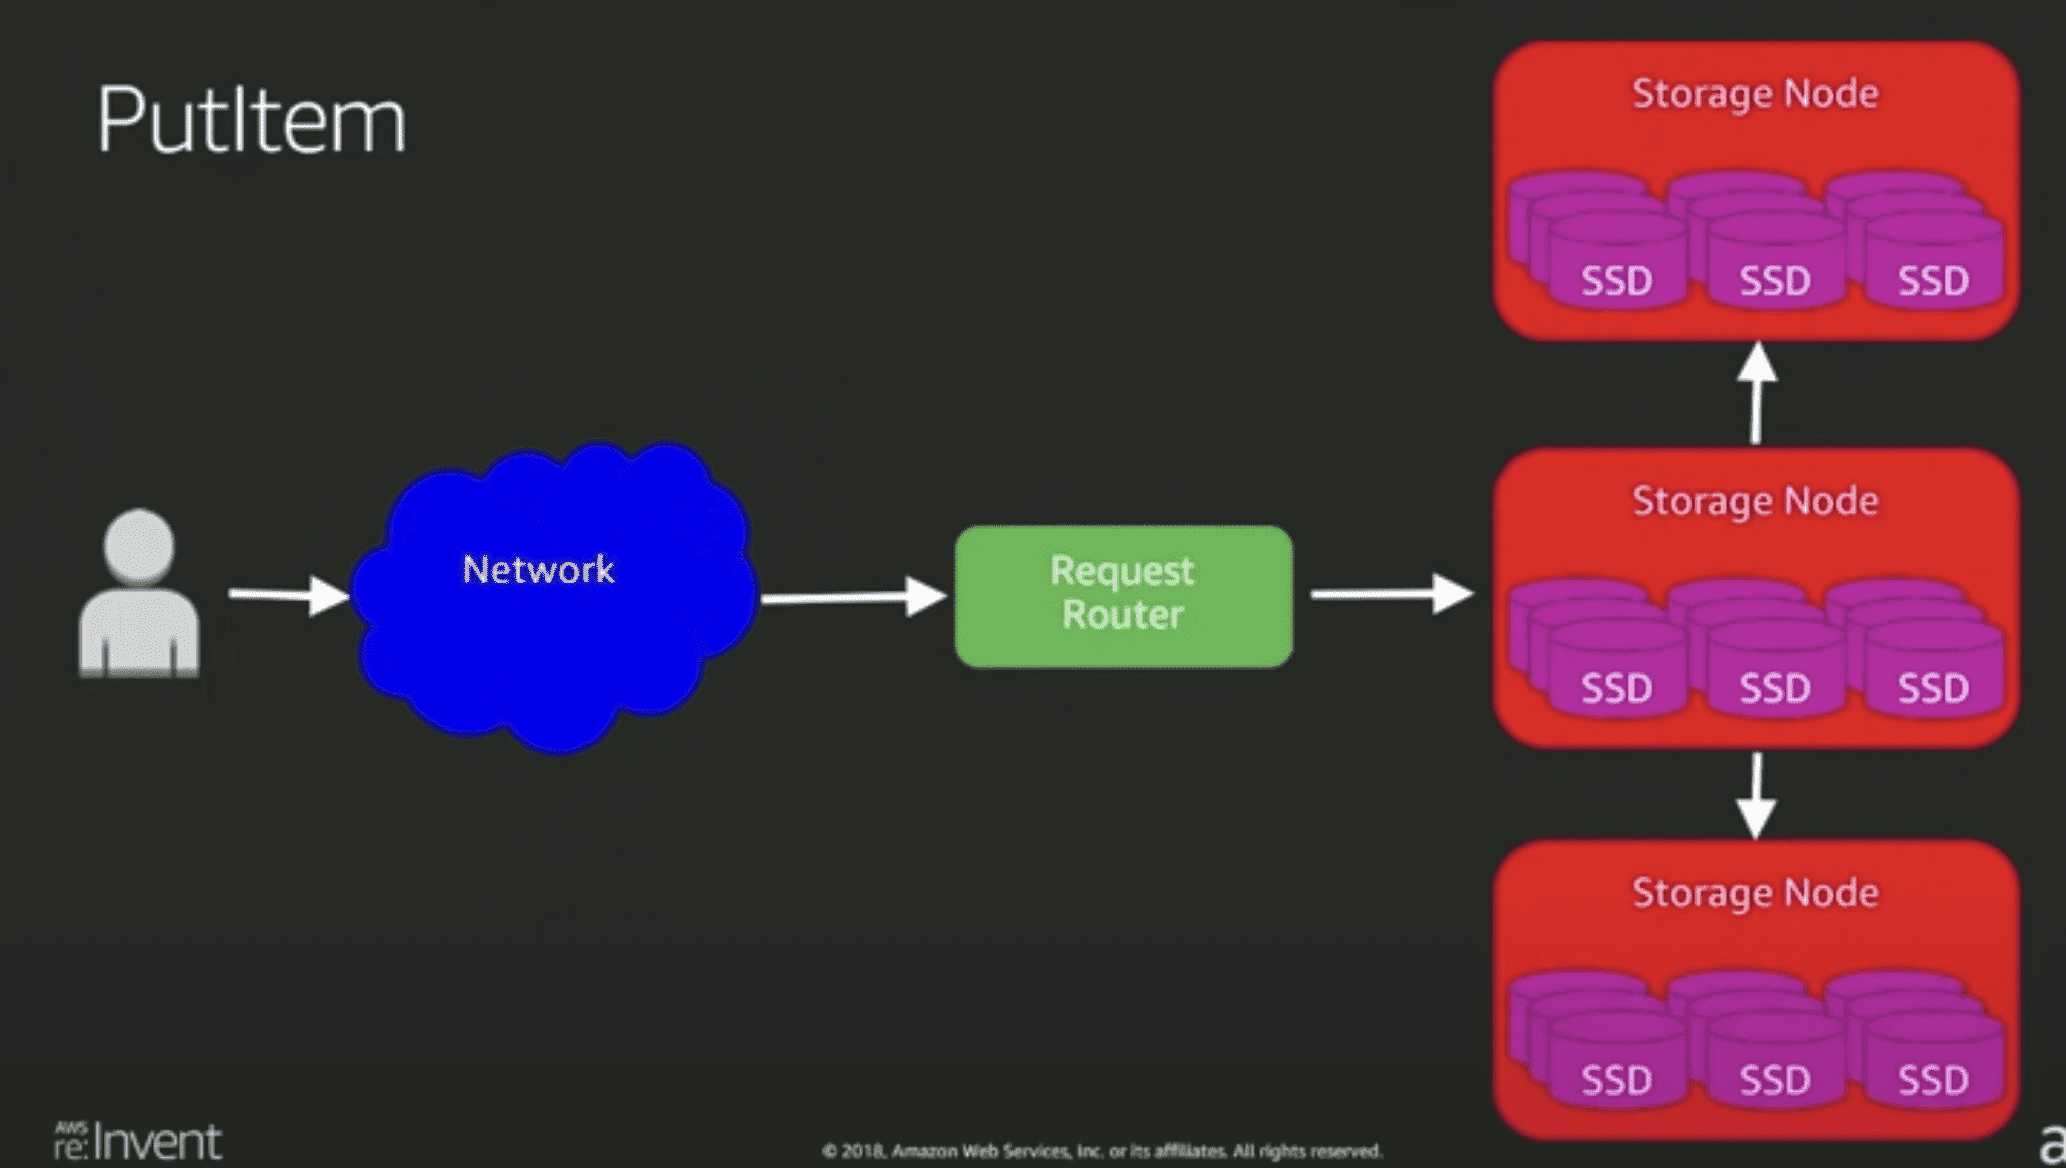 PutItem
Storage Node
SSD SSD SSD
Network
Request
Router
Storage Node
SSD SSD SSD
Storage Node
SSD SSD SSD
AWS
re:Invent
© 2018, Amazon Web Services, Inc. or its affiliates. All rights reserved.
a